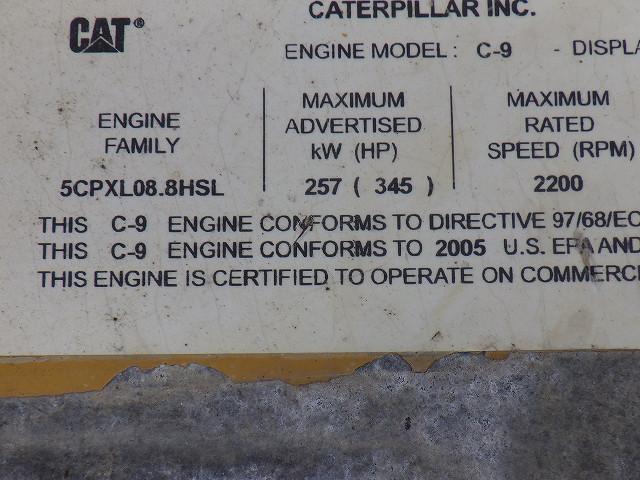 CATERPILLAR INC.
CAT®
ENGINE MODEL: C-9 - DISPLA
ENGINE FAMILY
MAXIMUM ADVERTISED kW (HP)
MAXIMUM RATED SPEED (RPM)
5CPXL08.8HSL 257 ( 345 ) 2200
THIS C-9 ENGINE CONFORMS TO DIRECTIVE 97/68/EC
THIS C-9 ENGINE CONFORMS TO 2005 U.S. EPA AND
THIS ENGINE IS CERTIFIED TO OPERATE ON COMMERC